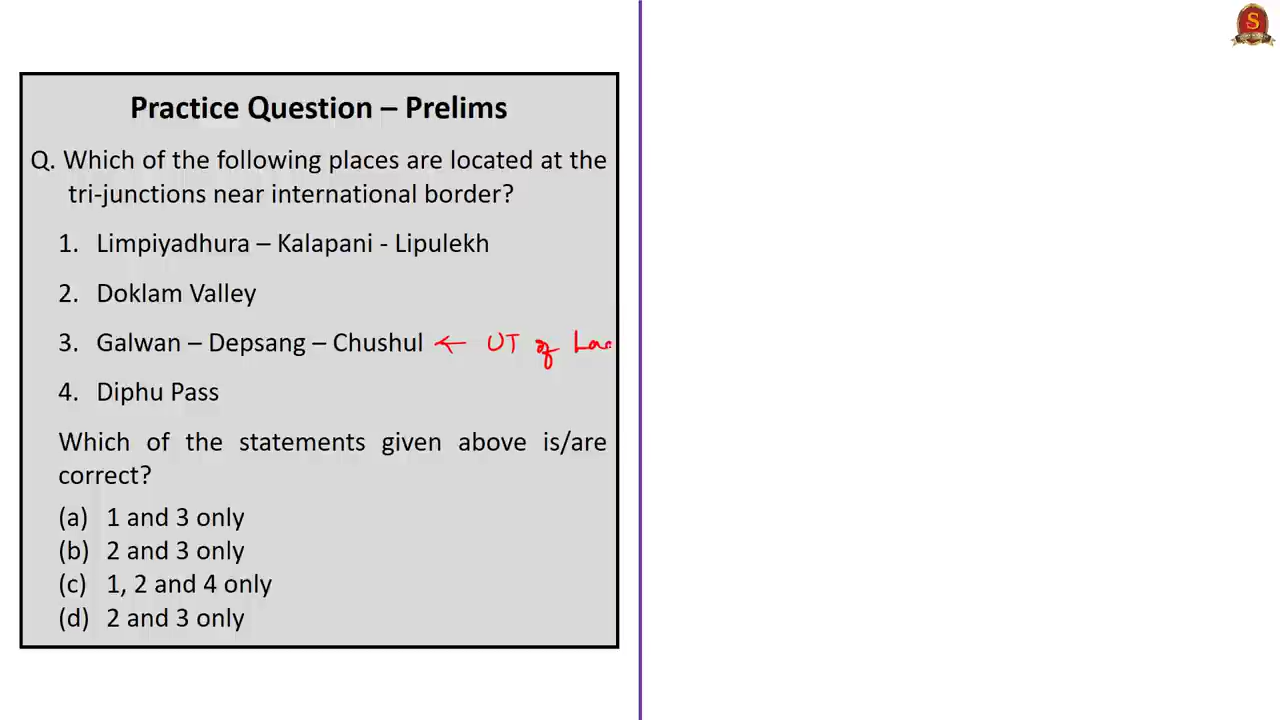 Practice Question – Prelims
Q. Which of the following places are located at the
tri-junctions near international border?
1. Limpiyadhura – Kalapani - Lipulekh
2. Doklam Valley
3. Galwan – Depsang – Chushul ← UT of
4. Diphu Pass
Which of the statements given above is/are
correct?
(a) 1 and 3 only
(b) 2 and 3 only
(c) 1, 2 and 4 only
(d) 2 and 3 only
S